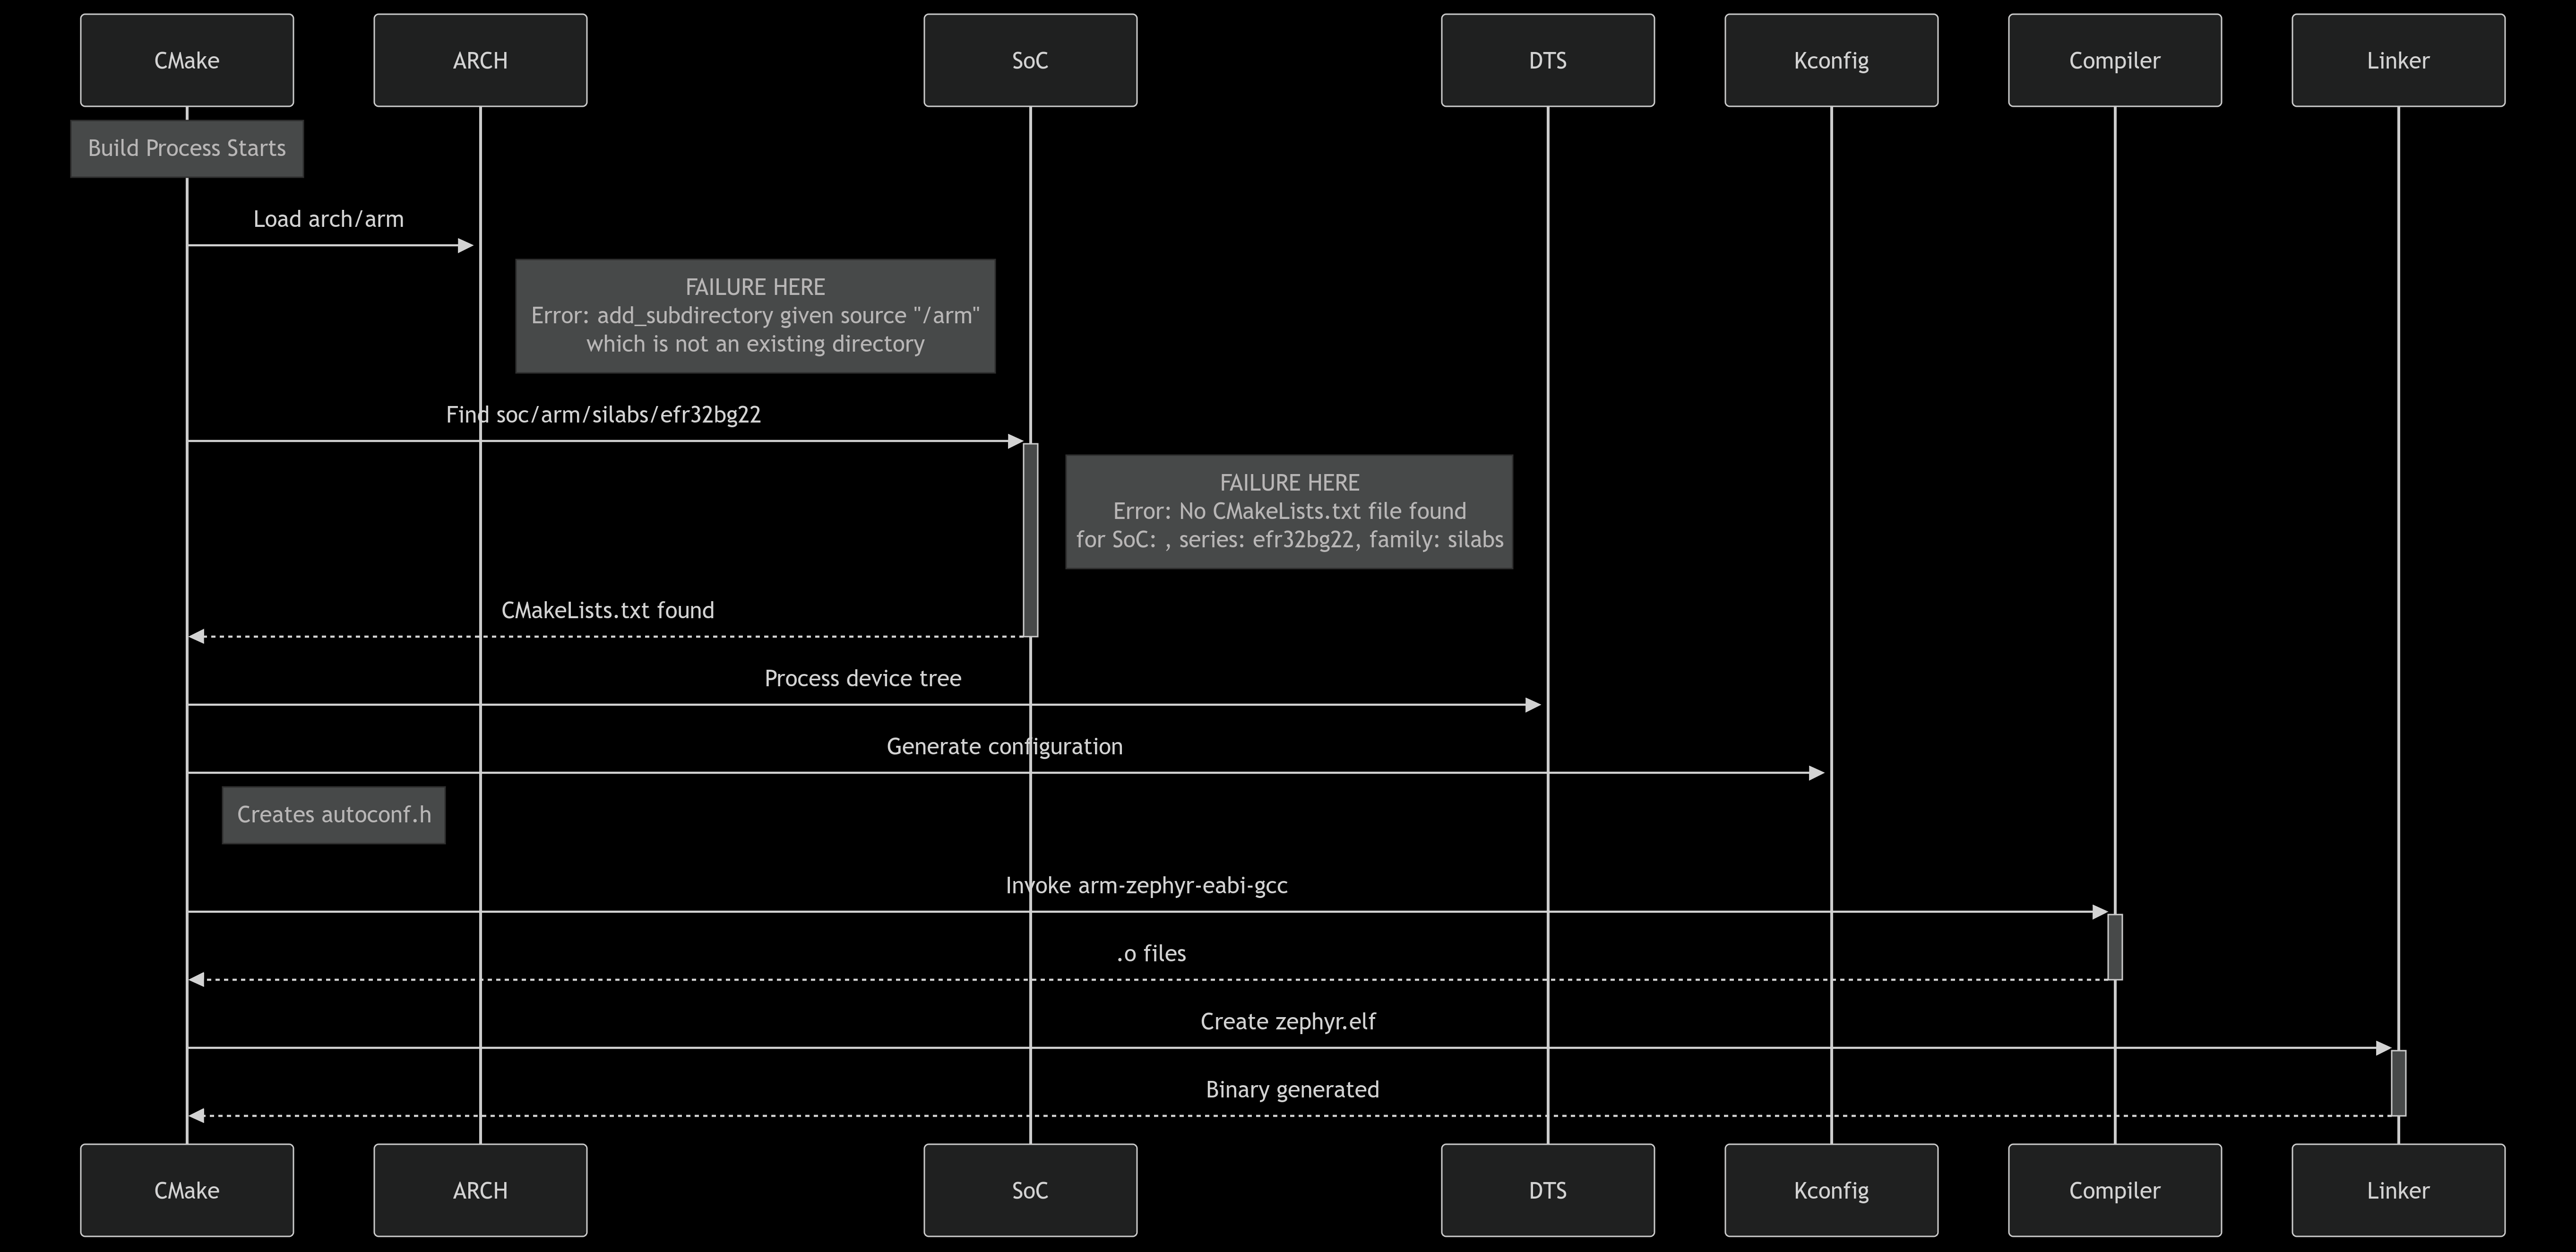 CMake
ARCH
SoC
DTS
Kconfig
Compiler
Linker
Build Process Starts
Load arch/arm
FAILURE HERE
Error: add_subdirectory given source "/arm"
which is not an existing directory
Find soc/arm/silabs/efr32bg22
FAILURE HERE
Error: No CMakeLists.txt file found
for SoC: , series: efr32bg22, family: silabs
CMakeLists.txt found
Process device tree
Generate configuration
Creates autoconf.h
Invoke arm-zephyr-eabi-gcc
.o files
Create zephyr.elf
Binary generated
CMake
ARCH
SoC
DTS
Kconfig
Compiler
Linker